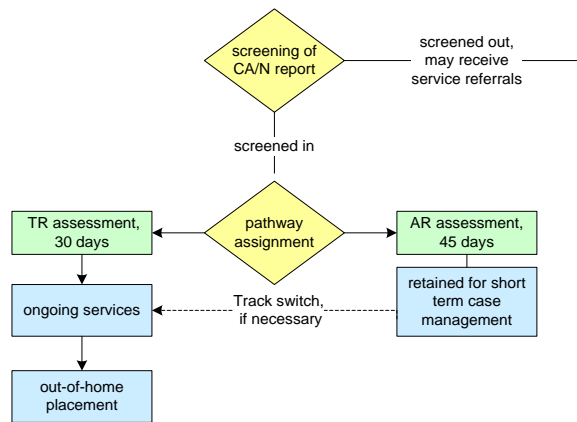 screening of
CA/N report
screened out,
may receive
service referrals
screened in
pathway
assignment
TR assessment,
30 days
AR assessment,
45 days
ongoing services
Track switch,
if necessary
retained for short
term case
management
out-of-home
placement